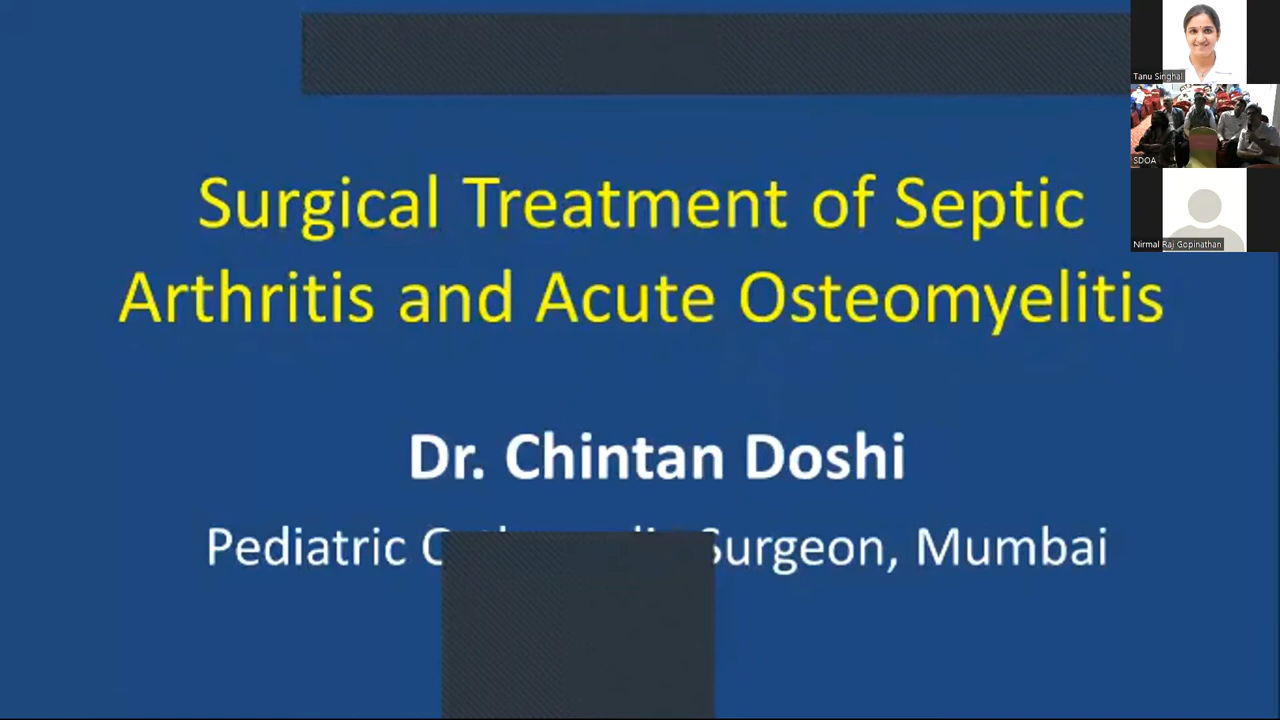 Surgical Treatment of Septic
Arthritis and Acute Osteomyelitis
Dr. Chintan Doshi
Pediatric Surgeon, Mumbai
Tanu Singhal
SDOA
Nirmal Raj Gopinathan